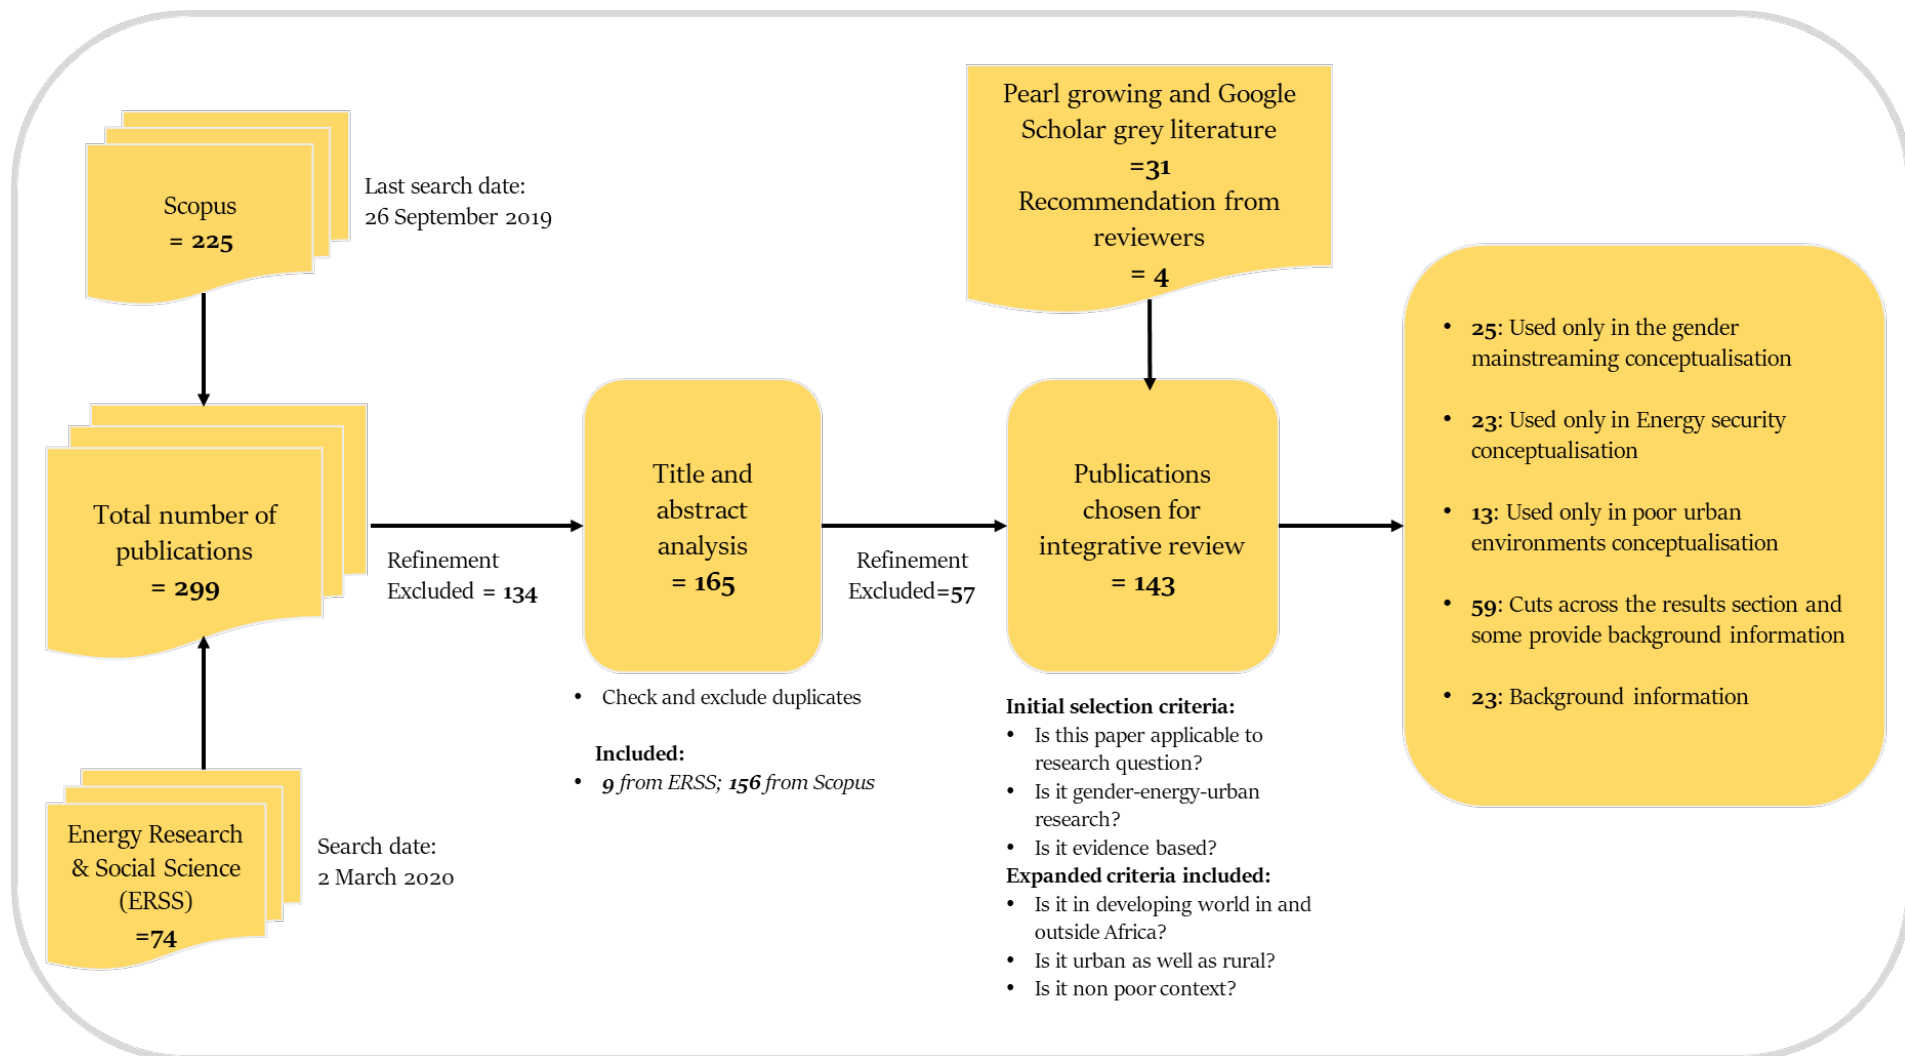 Scopus
= 225
Last search date:
26 September 2019
Total number of
publications
= 299
Energy Research
& Social Science
(ERSS)
=74
Search date:
2 March 2020
Refinement
Excluded = 134
Title and
abstract
analysis
= 165
• Check and exclude duplicates
Included:
• 9 from ERSS; 156 from Scopus
Refinement
Excluded=57
Pearl growing and Google
Scholar grey literature
=31
Recommendation from
reviewers
= 4
Publications
chosen for
integrative review
= 143
Initial selection criteria:
• Is this paper applicable to
research question?
• Is it gender-energy-urban
research?
• Is it evidence based?
Expanded criteria included:
• Is it in developing world in and
outside Africa?
• Is it urban as well as rural?
• Is it non poor context?
• 25: Used only in the gender
mainstreaming conceptualisation
• 23: Used only in Energy security
conceptualisation
• 13: Used only in poor urban
environments conceptualisation
• 59: Cuts across the results section and
some provide background information
• 23: Background information